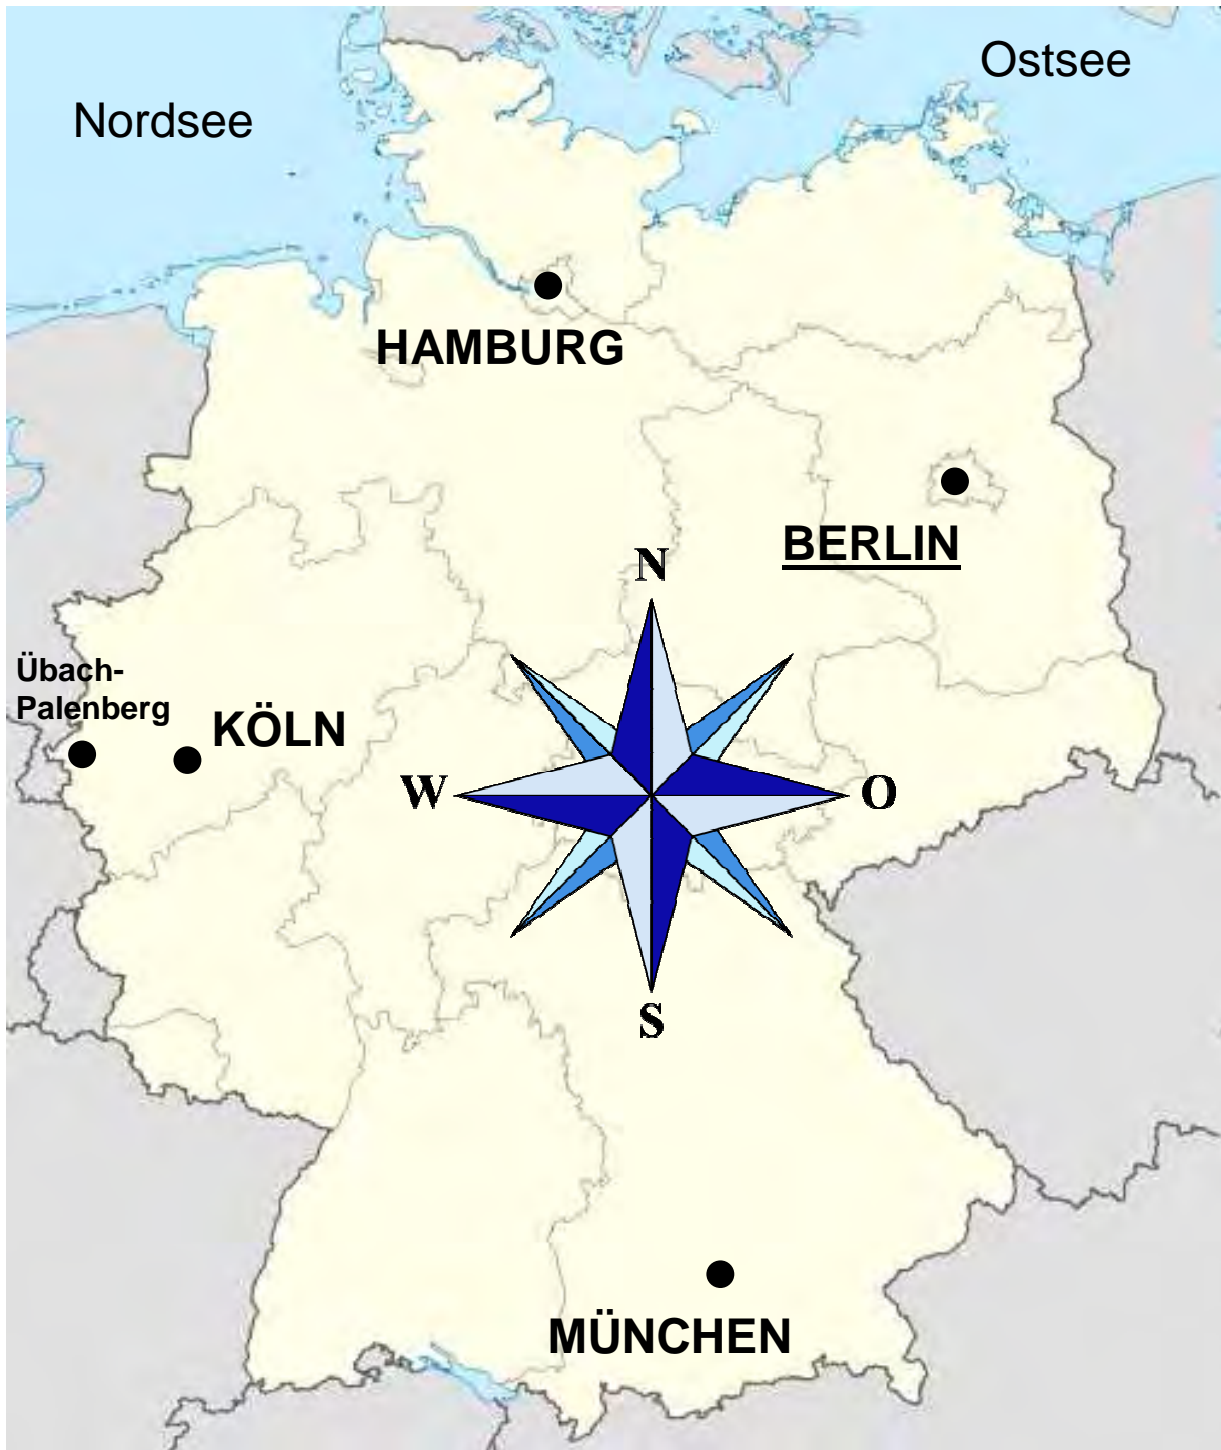 Ostsee
Nordsee
HAMBURG
BERLIN
N
Übach-
Palenberg
KÖLN
W
O
S
MÜNCHEN